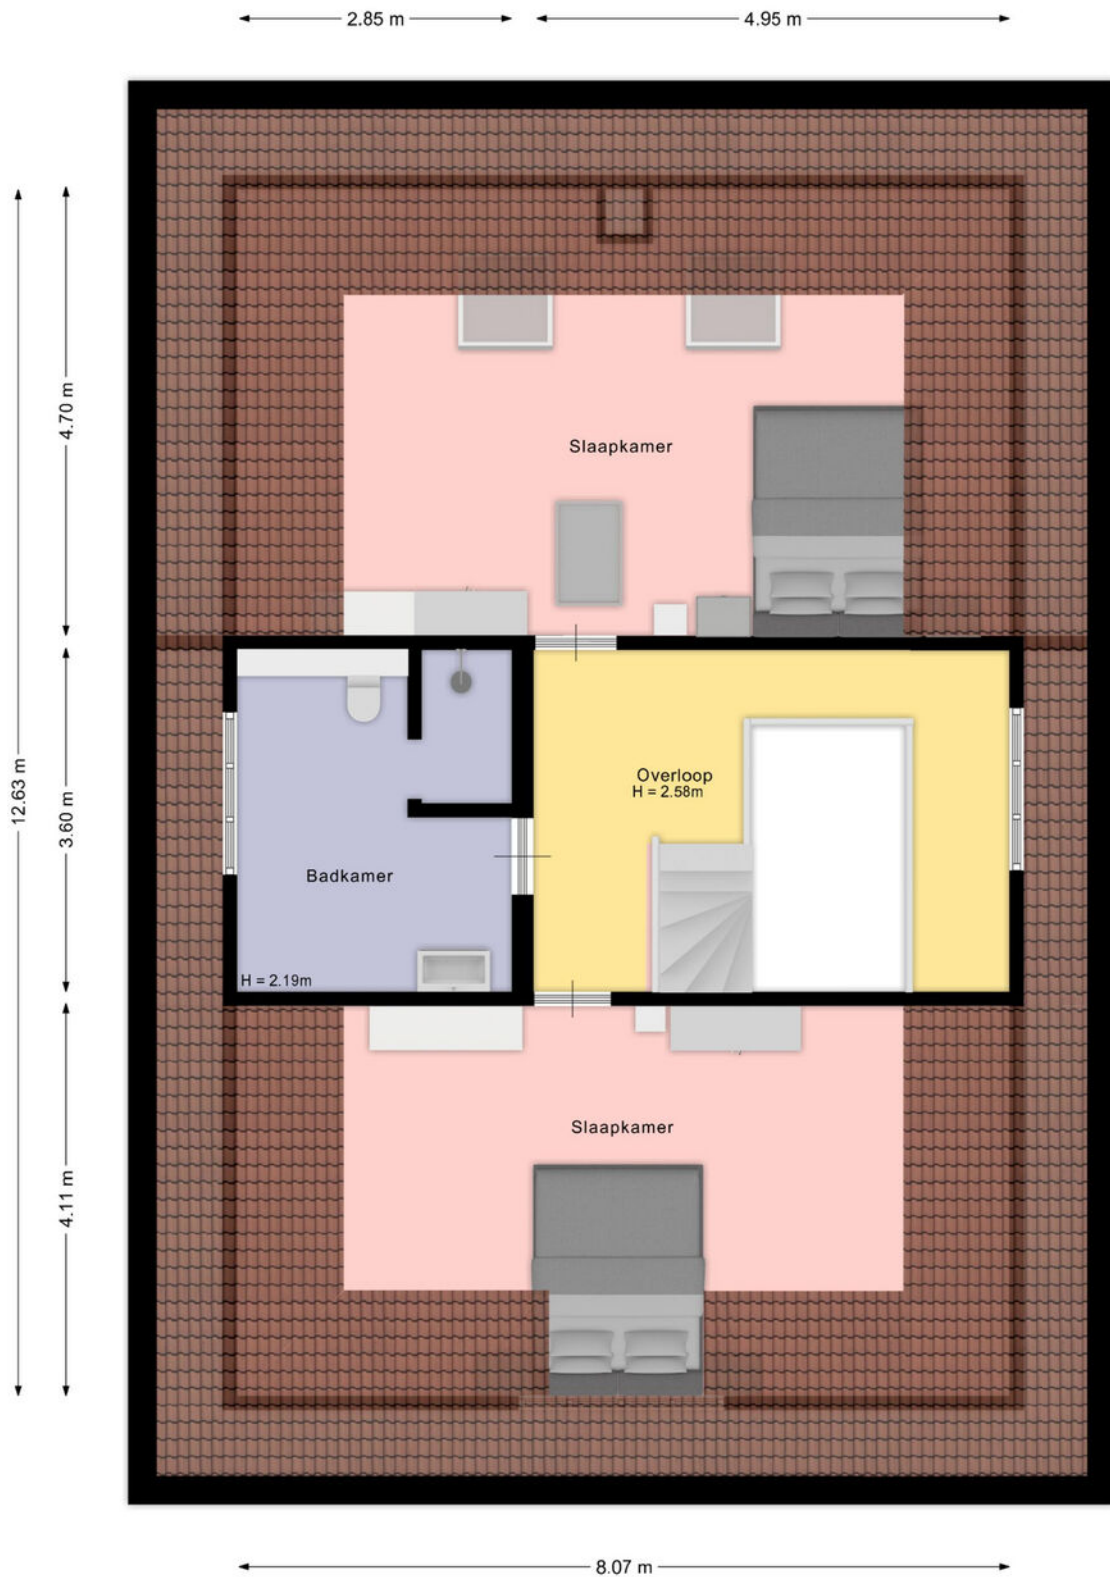 2.85 m
4.95 m
4.70 m
Slaapkamer
12.63 m
3.60 m
Overloop
H = 2.58m
Badkamer
H = 2.19m
4.11 m
Slaapkamer
8.07 m